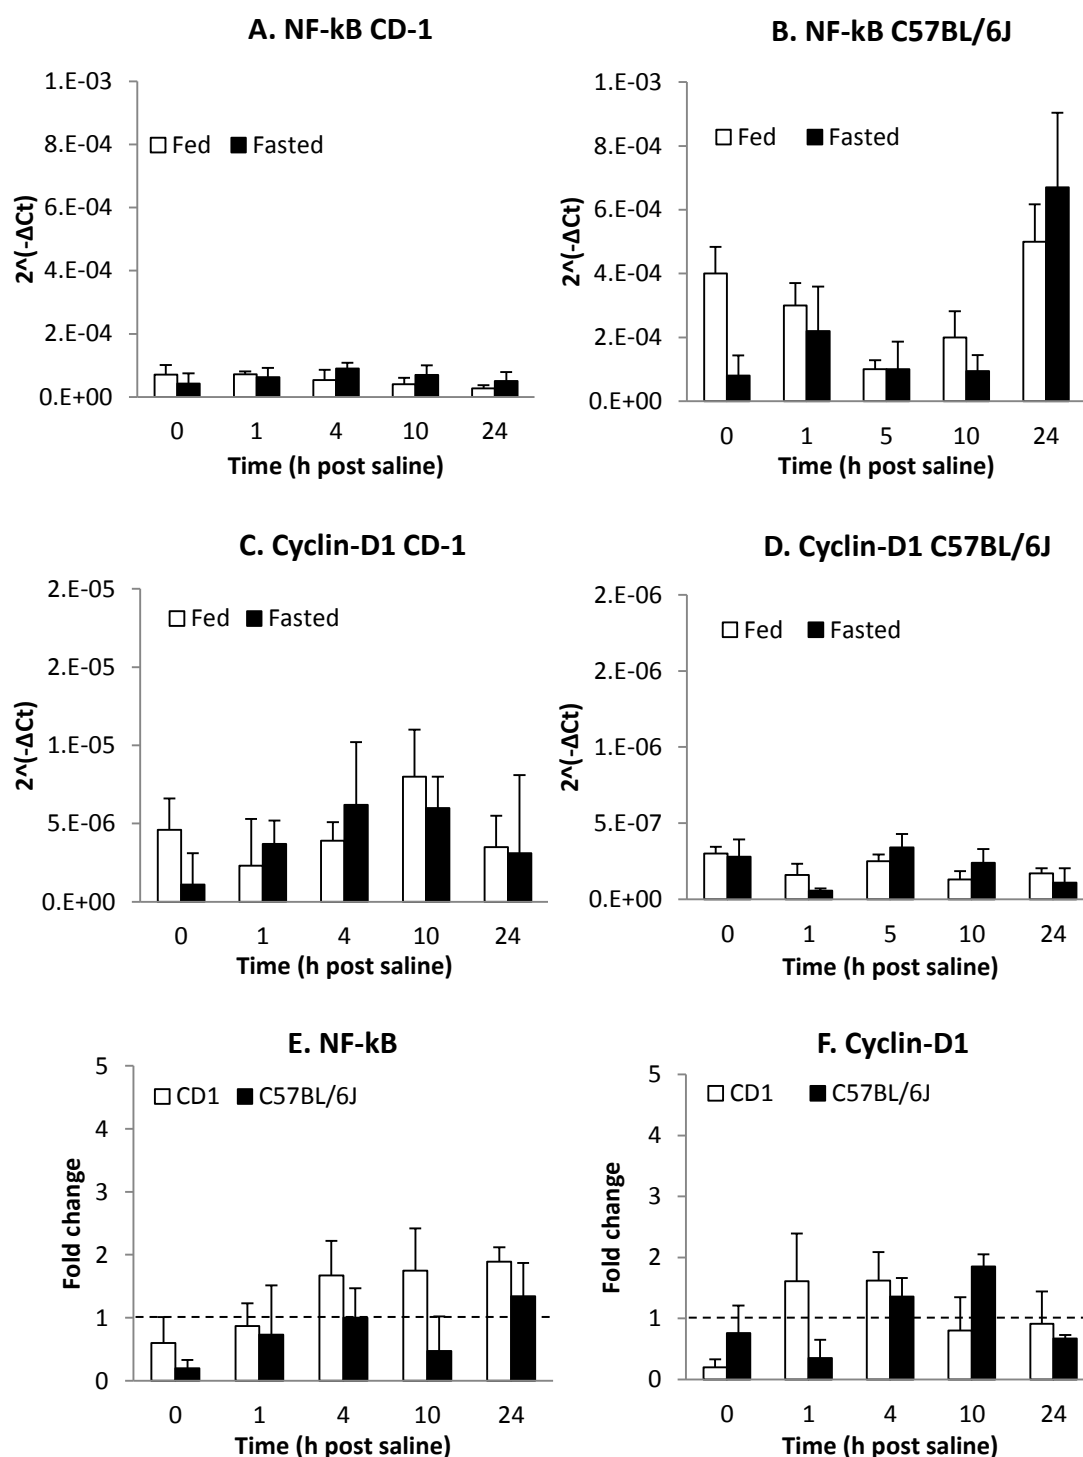 A. NF-kB CD-1
1.E-03
8.E-04
6.E-04
4.E-04
2.E-04
0.E+00
2^(-ΔCt)
Fed Fasted
0 1 4 10 24
Time (h post saline)
B. NF-kB C57BL/6J
1.E-03
8.E-04
6.E-04
4.E-04
2.E-04
0.E+00
2^(-ΔCt)
Fed Fasted
0 1 5 10 24
Time (h post saline)
C. Cyclin-D1 CD-1
2.E-05
2.E-05
1.E-05
5.E-06
0.E+00
2^(-ΔCt)
Fed Fasted
0 1 4 10 24
Time (h post saline)
D. Cyclin-D1 C57BL/6J
2.E-06
2.E-06
1.E-06
5.E-07
0.E+00
2^(-ΔCt)
Fed Fasted
0 1 5 10 24
Time (h post saline)
E. NF-kB
5
4
3
2
1
0
Fold change
CD1 C57BL/6J
0 1 4 10 24
Time (h post saline)
F. Cyclin-D1
5
4
3
2
1
0
Fold change
CD1 C57BL/6J
0 1 4 10 24
Time (h post saline)